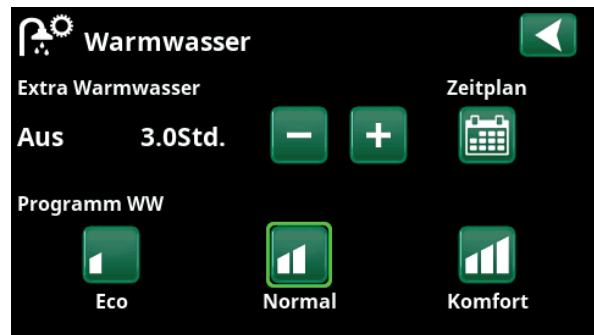 Warmwasser
Extra Warmwasser Zeitplan
Aus 3.0Std. − +
Programm WW
Eco Normal Komfort